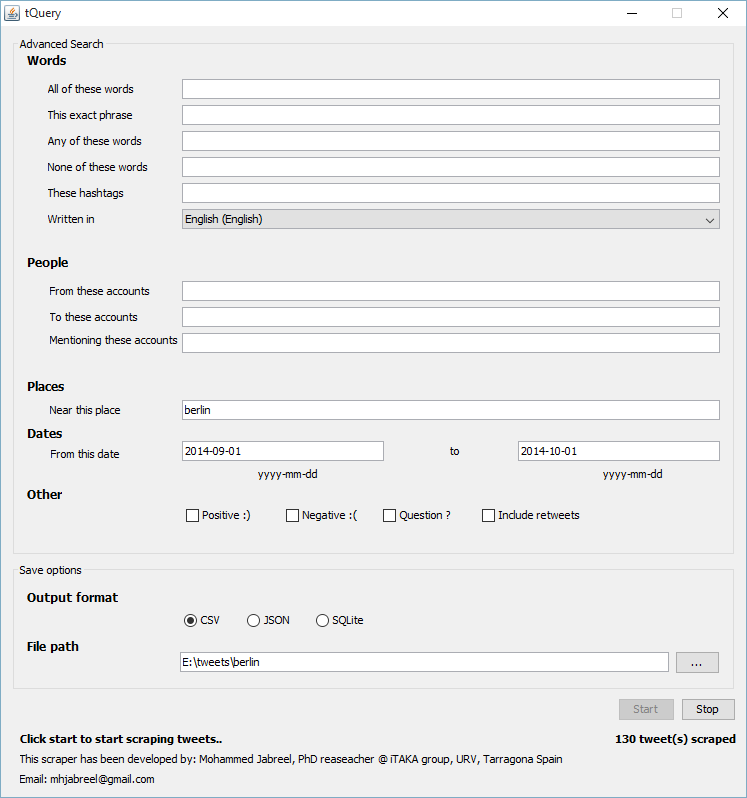 tQuery
Advanced Search
Words
All of these words
This exact phrase
Any of these words
None of these words
These hashtags
Written in English (English)
People
From these accounts
To these accounts
Mentioning these accounts
Places
Near this place berlin
Dates
From this date 2014-09-01 to 2014-10-01
yyyy-mm-dd yyyy-mm-dd
Other
Positive :) Negative :( Question ? Include retweets
Save options
Output format
CSV JSON SQLite
File path
E:\tweets\berlin ...
Start Stop
Click start to start scraping tweets.. 130 tweet(s) scraped
This scraper has been developed by: Mohammed Jabreel, PhD reaseacher @ iTAKA group, URV, Tarragona Spain
Email: mhjabreel@gmail.com